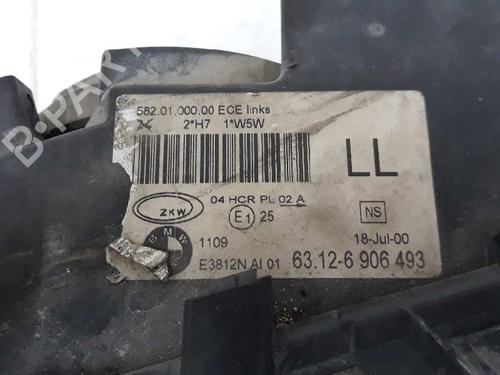 582.01.000.00 ECE links
2*H7 1*W5W
LL
ZKW 04 HCR PL 02 A
E1 25 NS
BMW 1109 18-Jul-00
E3812N AI 01 63.12-6 906 493
B-PARTS